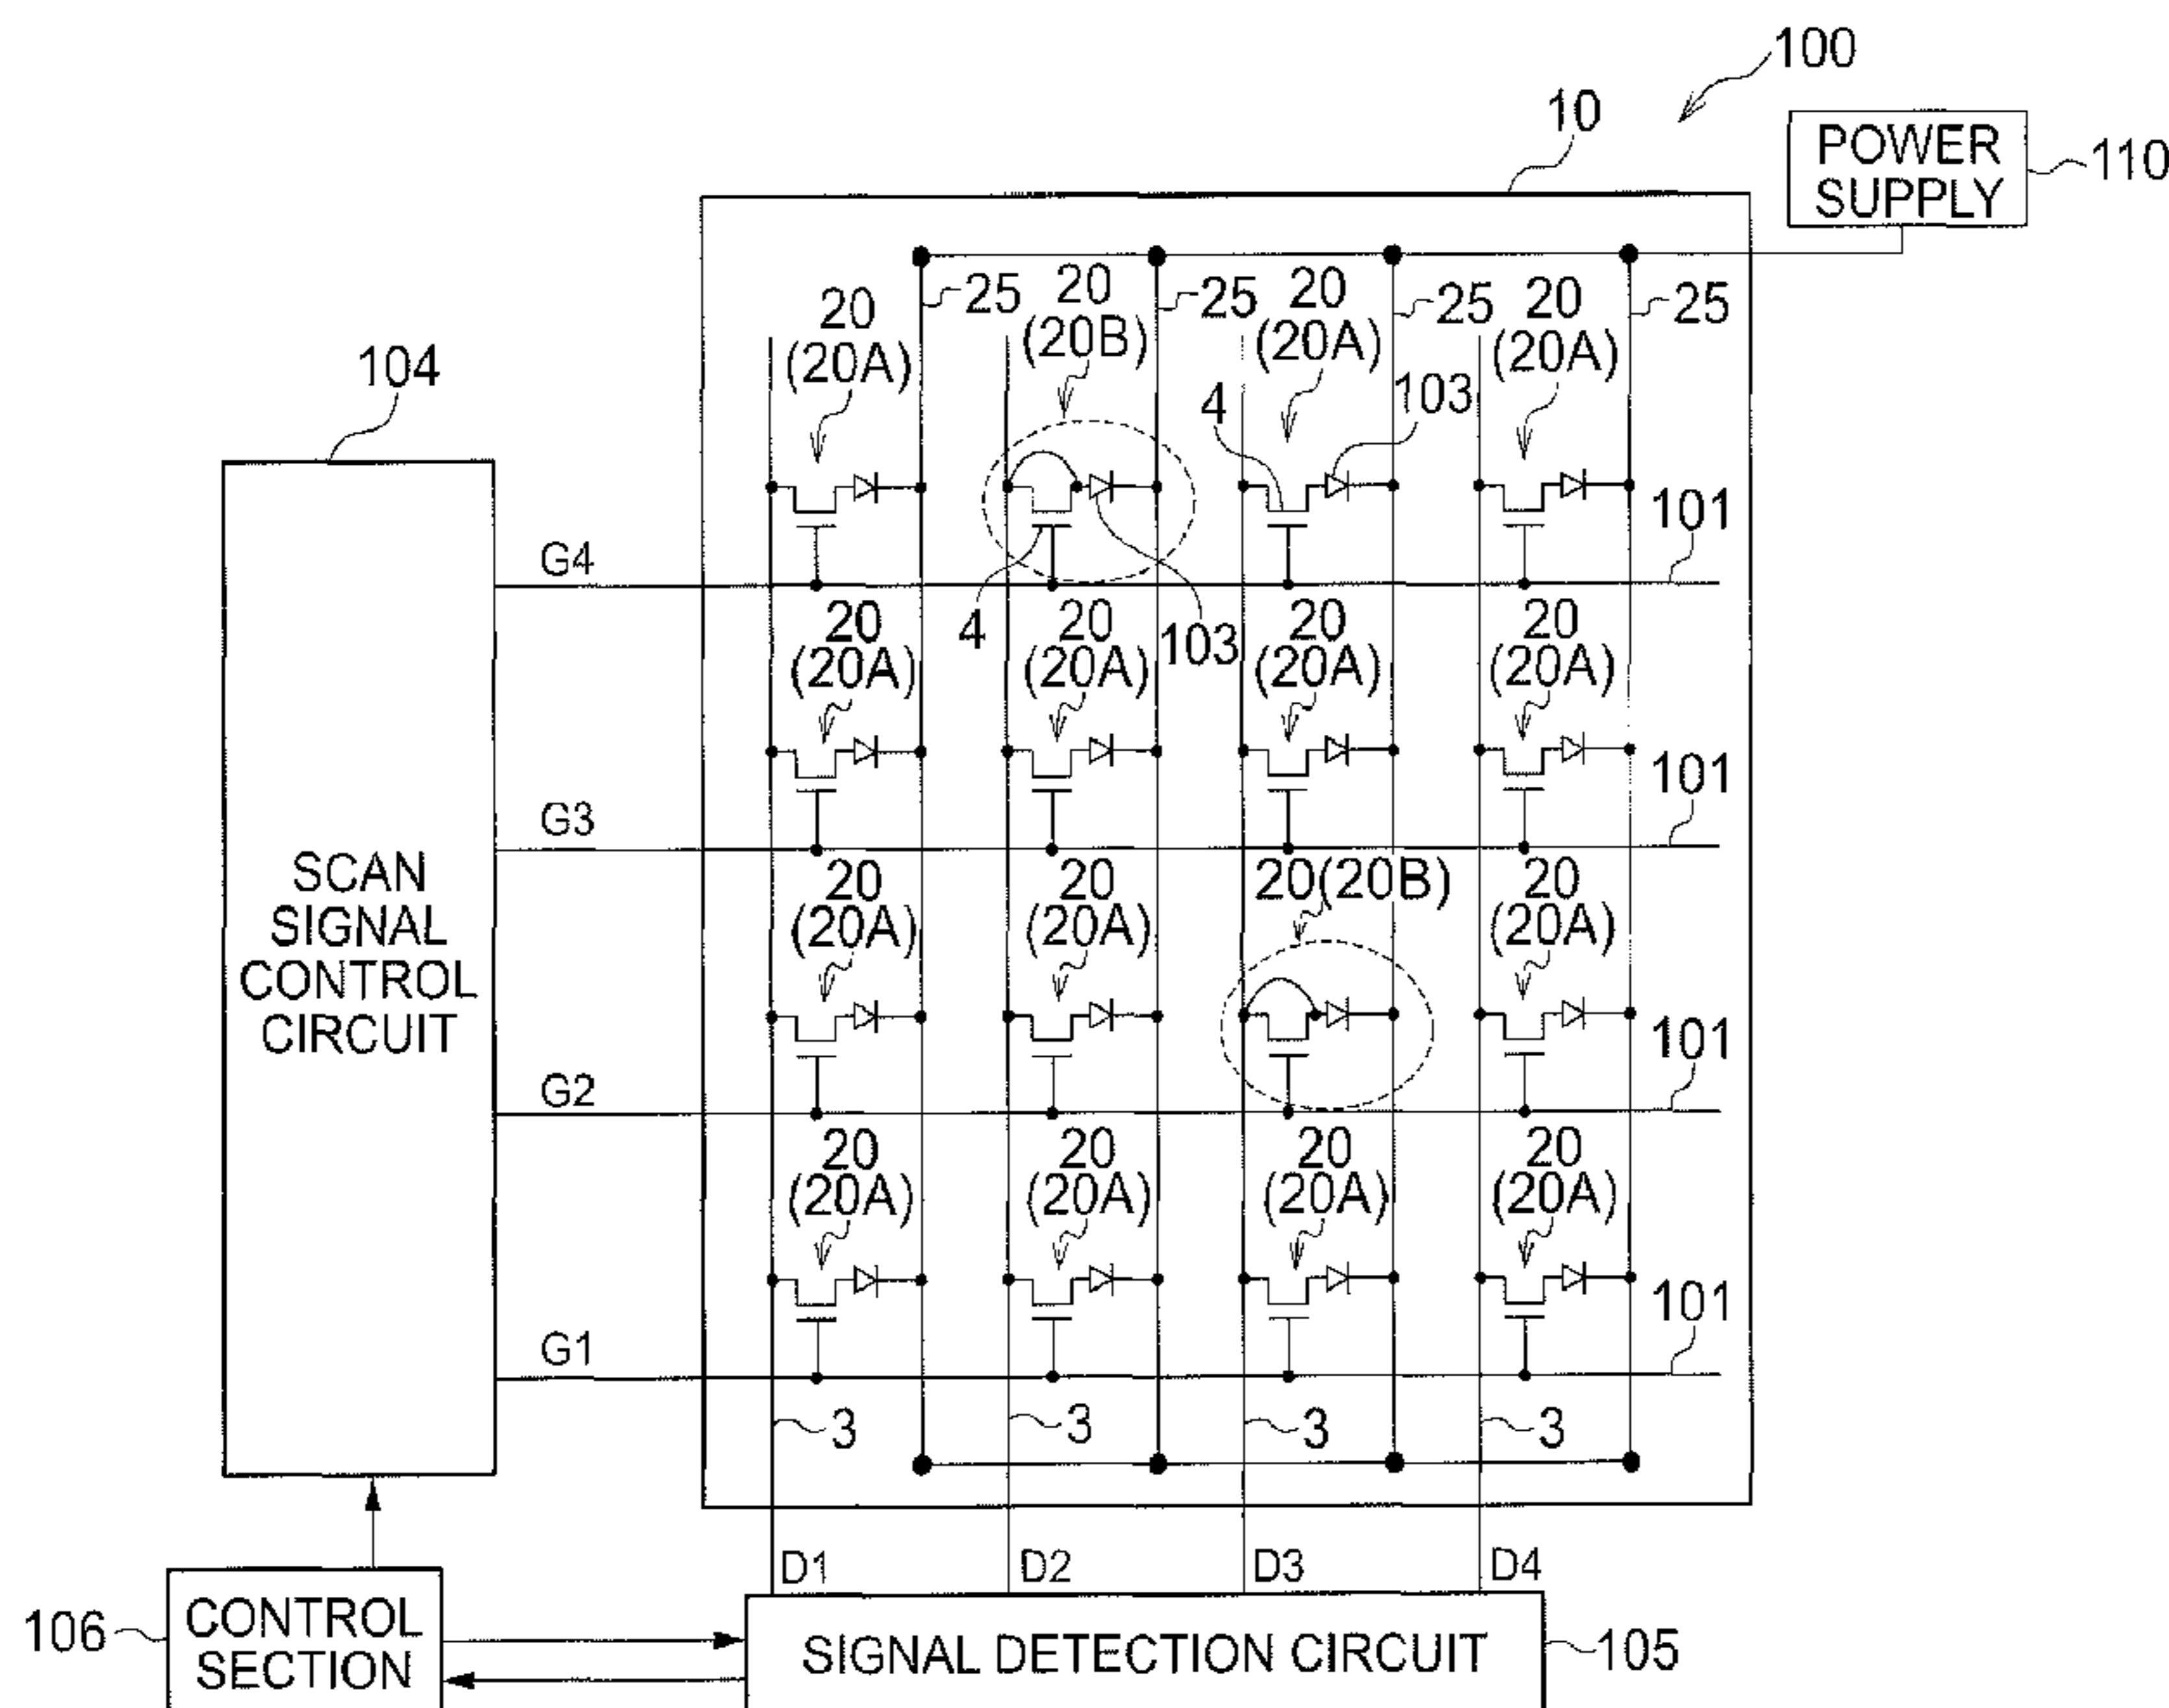 100
10
POWER
SUPPLY
110
20
(20A)
25
20
(20B)
25
20
(20A)
25
20
(20A)
25
104
4
103
101
G4
4
103
20
(20A)
20
(20A)
20
(20A)
20
(20A)
101
G3
SCAN
SIGNAL
CONTROL
CIRCUIT
20
(20A)
20
(20A)
20(20B)
20
(20A)
101
G2
20
(20A)
20
(20A)
20
(20A)
20
(20A)
101
G1
3
3
3
3
D1
D2
D3
D4
106
CONTROL
SECTION
SIGNAL DETECTION CIRCUIT
105